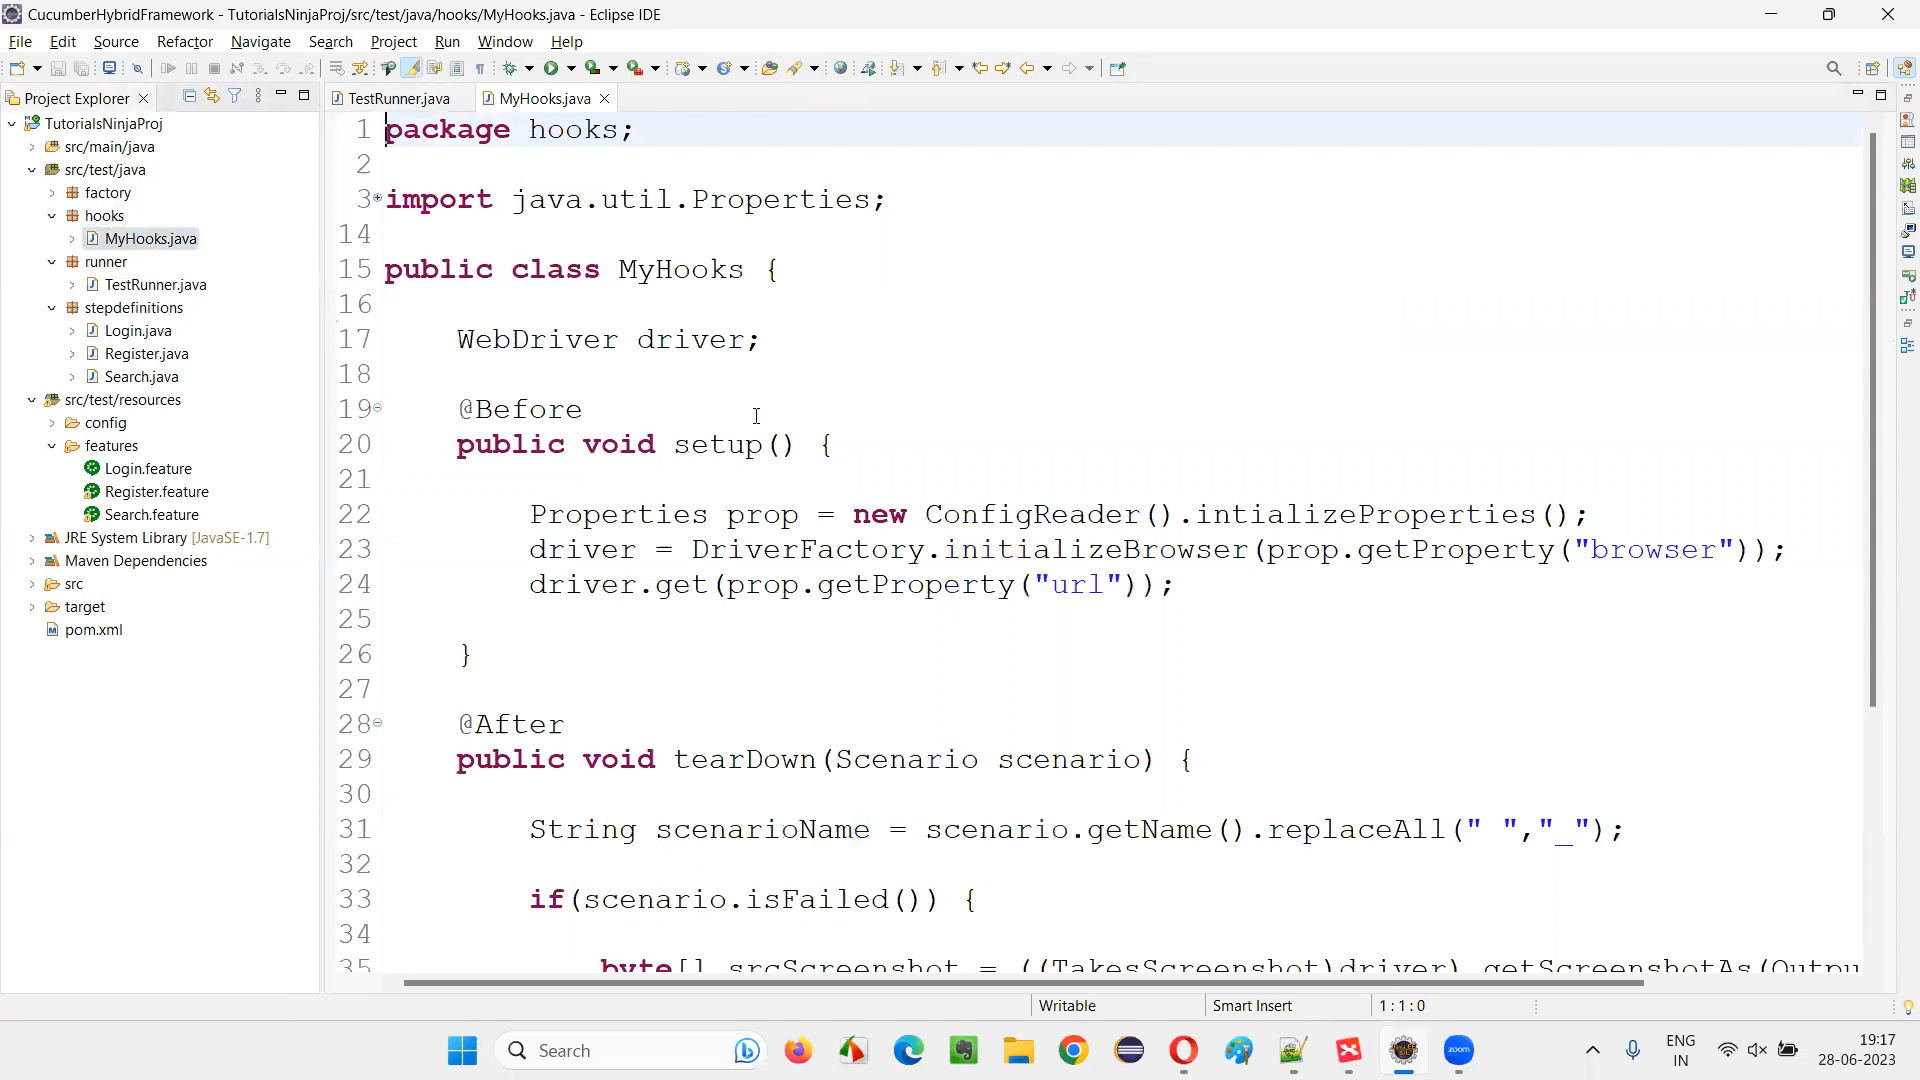 CucumberHybridFramework - TutorialsNinjaProj/src/test/java/hooks/MyHooks.java - Eclipse IDE
File Edit Source Refactor Navigate Search Project Run Window Help
Project Explorer
TutorialsNinjaProj
src/main/java
src/test/java
factory
hooks
MyHooks.java
runner
TestRunner.java
stepdefinitions
Login.java
Register.java
Search.java
src/test/resources
config
features
Login.feature
Register.feature
Search.feature
JRE System Library [JavaSE-1.7]
Maven Dependencies
src
target
pom.xml
TestRunner.java MyHooks.java
1 package hooks;
2
3 import java.util.Properties;
14
15 public class MyHooks {
16
17 WebDriver driver;
18
19 @Before
20 public void setup() {
21
22 Properties prop = new ConfigReader().intializeProperties();
23 driver = DriverFactory.initializeBrowser(prop.getProperty("browser"));
24 driver.get(prop.getProperty("url"));
25
26 }
27
28 @After
29 public void tearDown(Scenario scenario) {
30
31 String scenarioName = scenario.getName().replaceAll(" ","_");
32
33 if(scenario.isFailed()) {
34
35 byte[] srcScreenshot = ((TakesScreenshot)driver).getScreenshotAs(Outpu
Writable Smart Insert 1 : 1 : 0
Search
zoom
ENG
IN
19:17
28-06-2023